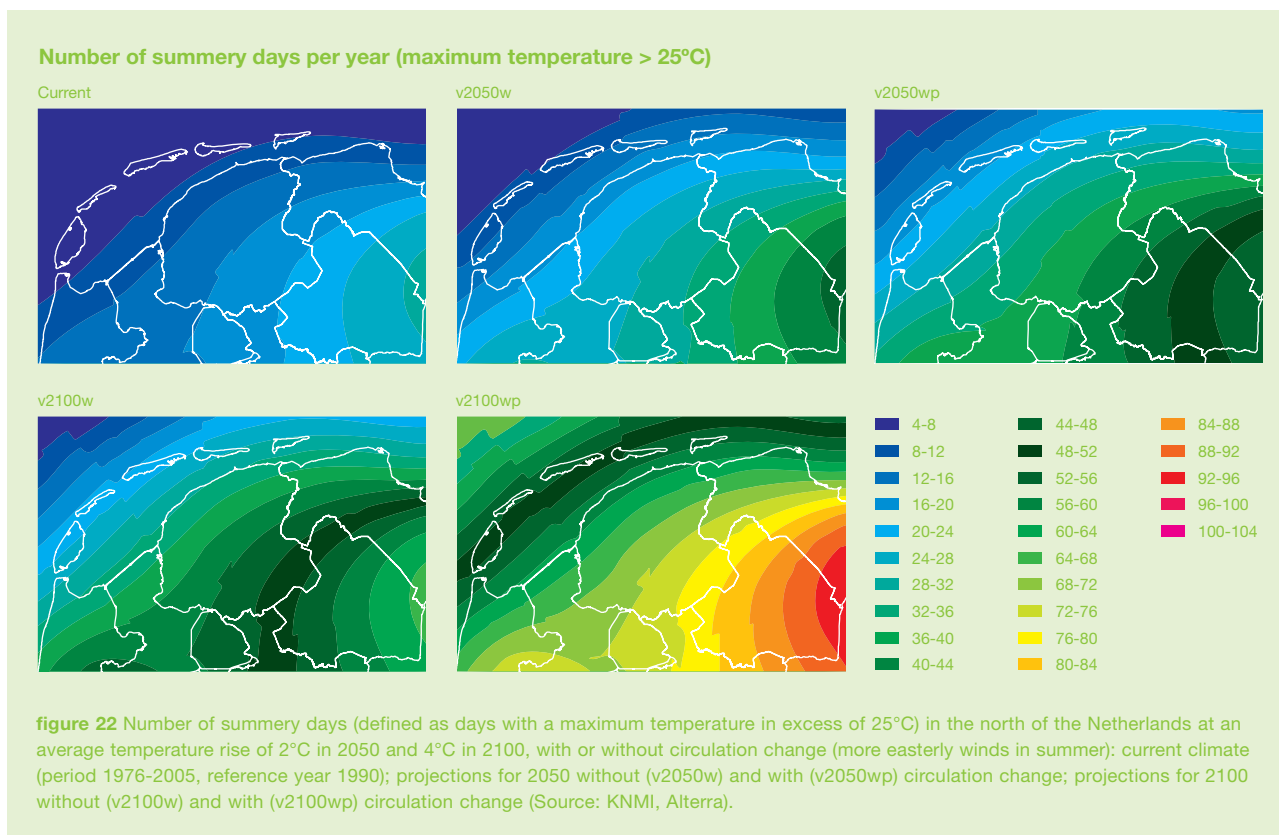 Number of summery days per year (maximum temperature > 25ºC)
Current
v2050w
v2050wp
v2100w
v2100wp
4-8
8-12
12-16
16-20
20-24
24-28
28-32
32-36
36-40
40-44
44-48
48-52
52-56
56-60
60-64
64-68
68-72
72-76
76-80
80-84
84-88
88-92
92-96
96-100
100-104
figure 22 Number of summery days (defined as days with a maximum temperature in excess of 25°C) in the north of the Netherlands at an
average temperature rise of 2°C in 2050 and 4°C in 2100, with or without circulation change (more easterly winds in summer): current climate
(period 1976-2005, reference year 1990); projections for 2050 without (v2050w) and with (v2050wp) circulation change; projections for 2100
without (v2100w) and with (v2100wp) circulation change (Source: KNMI, Alterra).